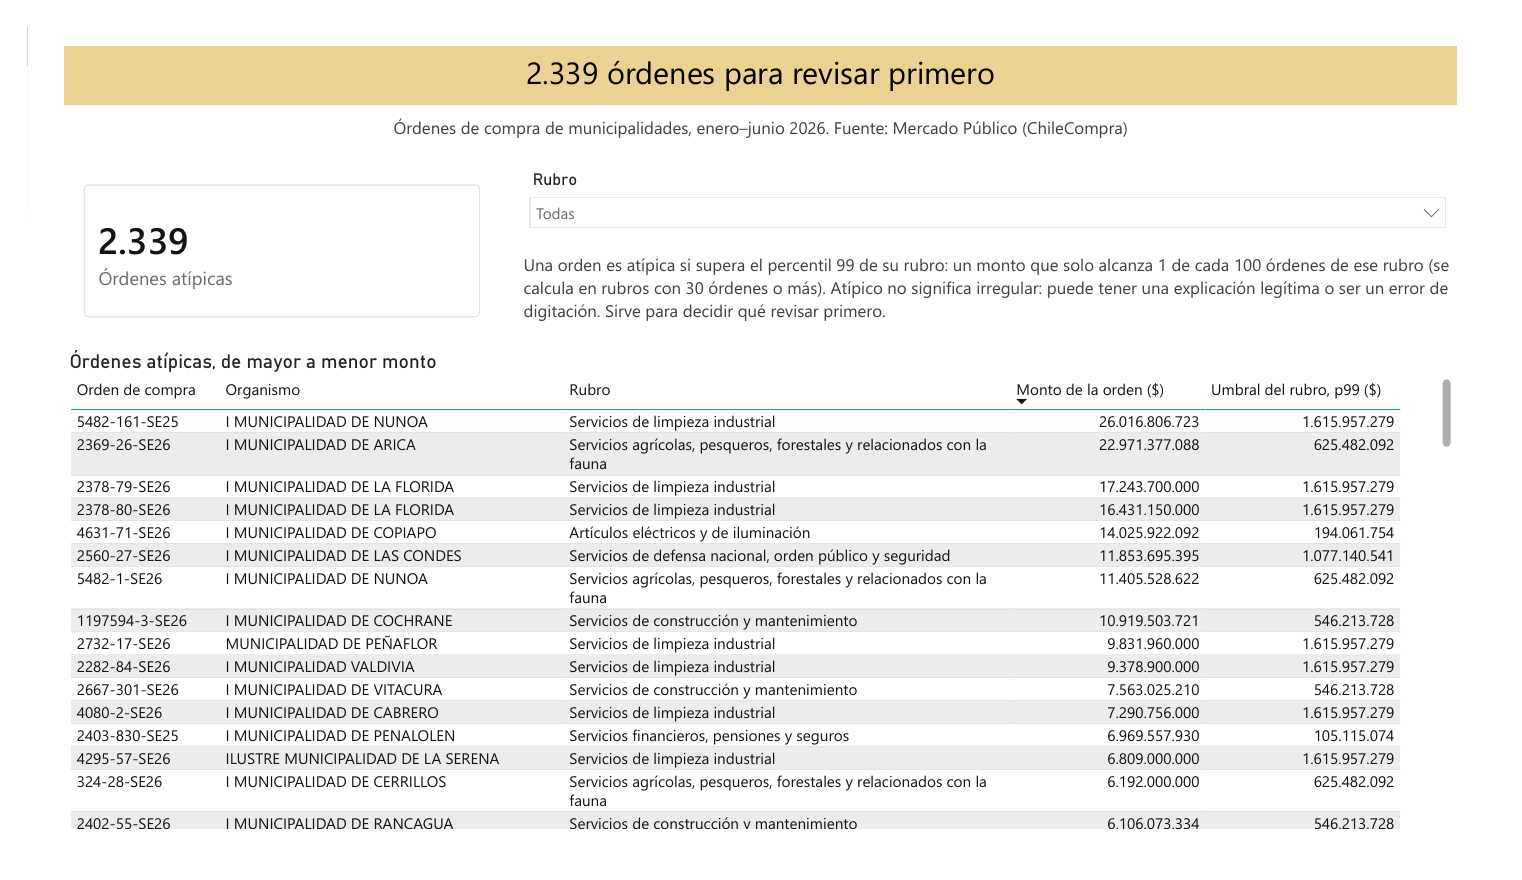 2.339 órdenes para revisar primero
Órdenes de compra de municipalidades, enero–junio 2026. Fuente: Mercado Público (ChileCompra)
2.339
Órdenes atípicas
Rubro
Todas
Una orden es atípica si supera el percentil 99 de su rubro: un monto que solo alcanza 1 de cada 100 órdenes de ese rubro (se
calcula en rubros con 30 órdenes o más). Atípico no significa irregular: puede tener una explicación legítima o ser un error de
digitación. Sirve para decidir qué revisar primero.
Órdenes atípicas, de mayor a menor monto
Orden de compra Organismo Rubro Monto de la orden ($) Umbral del rubro, p99 ($)
5482-161-SE25 I MUNICIPALIDAD DE NUNOA Servicios de limpieza industrial 26.016.806.723 1.615.957.279
2369-26-SE26 I MUNICIPALIDAD DE ARICA Servicios agrícolas, pesqueros, forestales y relacionados con la 22.971.377.088 625.482.092
fauna
2378-79-SE26 I MUNICIPALIDAD DE LA FLORIDA Servicios de limpieza industrial 17.243.700.000 1.615.957.279
2378-80-SE26 I MUNICIPALIDAD DE LA FLORIDA Servicios de limpieza industrial 16.431.150.000 1.615.957.279
4631-71-SE26 I MUNICIPALIDAD DE COPIAPO Artículos eléctricos y de iluminación 14.025.922.092 194.061.754
2560-27-SE26 I MUNICIPALIDAD DE LAS CONDES Servicios de defensa nacional, orden público y seguridad 11.853.695.395 1.077.140.541
5482-1-SE26 I MUNICIPALIDAD DE NUNOA Servicios agrícolas, pesqueros, forestales y relacionados con la 11.405.528.622 625.482.092
fauna
1197594-3-SE26 I MUNICIPALIDAD DE COCHRANE Servicios de construcción y mantenimiento 10.919.503.721 546.213.728
2732-17-SE26 MUNICIPALIDAD DE PEÑAFLOR Servicios de limpieza industrial 9.831.960.000 1.615.957.279
2282-84-SE26 I MUNICIPALIDAD VALDIVIA Servicios de limpieza industrial 9.378.900.000 1.615.957.279
2667-301-SE26 I MUNICIPALIDAD DE VITACURA Servicios de construcción y mantenimiento 7.563.025.210 546.213.728
4080-2-SE26 I MUNICIPALIDAD DE CABRERO Servicios de limpieza industrial 7.290.756.000 1.615.957.279
2403-830-SE25 I MUNICIPALIDAD DE PENALOLEN Servicios financieros, pensiones y seguros 6.969.557.930 105.115.074
4295-57-SE26 ILUSTRE MUNICIPALIDAD DE LA SERENA Servicios de limpieza industrial 6.809.000.000 1.615.957.279
324-28-SE26 I MUNICIPALIDAD DE CERRILLOS Servicios agrícolas, pesqueros, forestales y relacionados con la 6.192.000.000 625.482.092
fauna
2402-55-SE26 I MUNICIPALIDAD DE RANCAGUA Servicios de construcción y mantenimiento 6.106.073.334 546.213.728